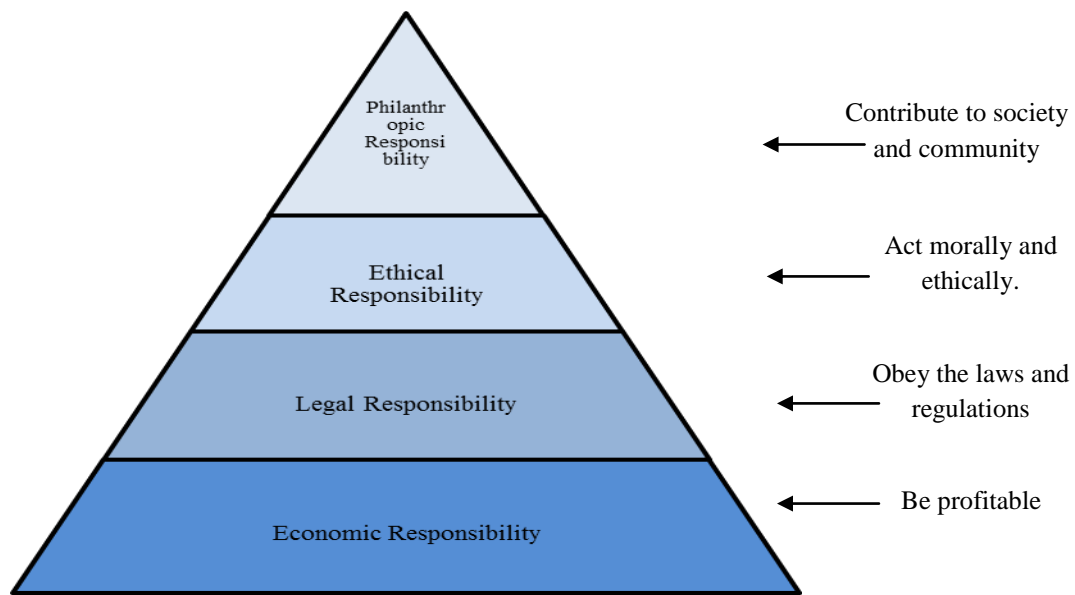 Philanthr
opic
Responsi
bility
Contribute to society
and community
Ethical
Responsibility
Act morally and
ethically.
Legal Responsibility
Obey the laws and
regulations
Economic Responsibility
Be profitable